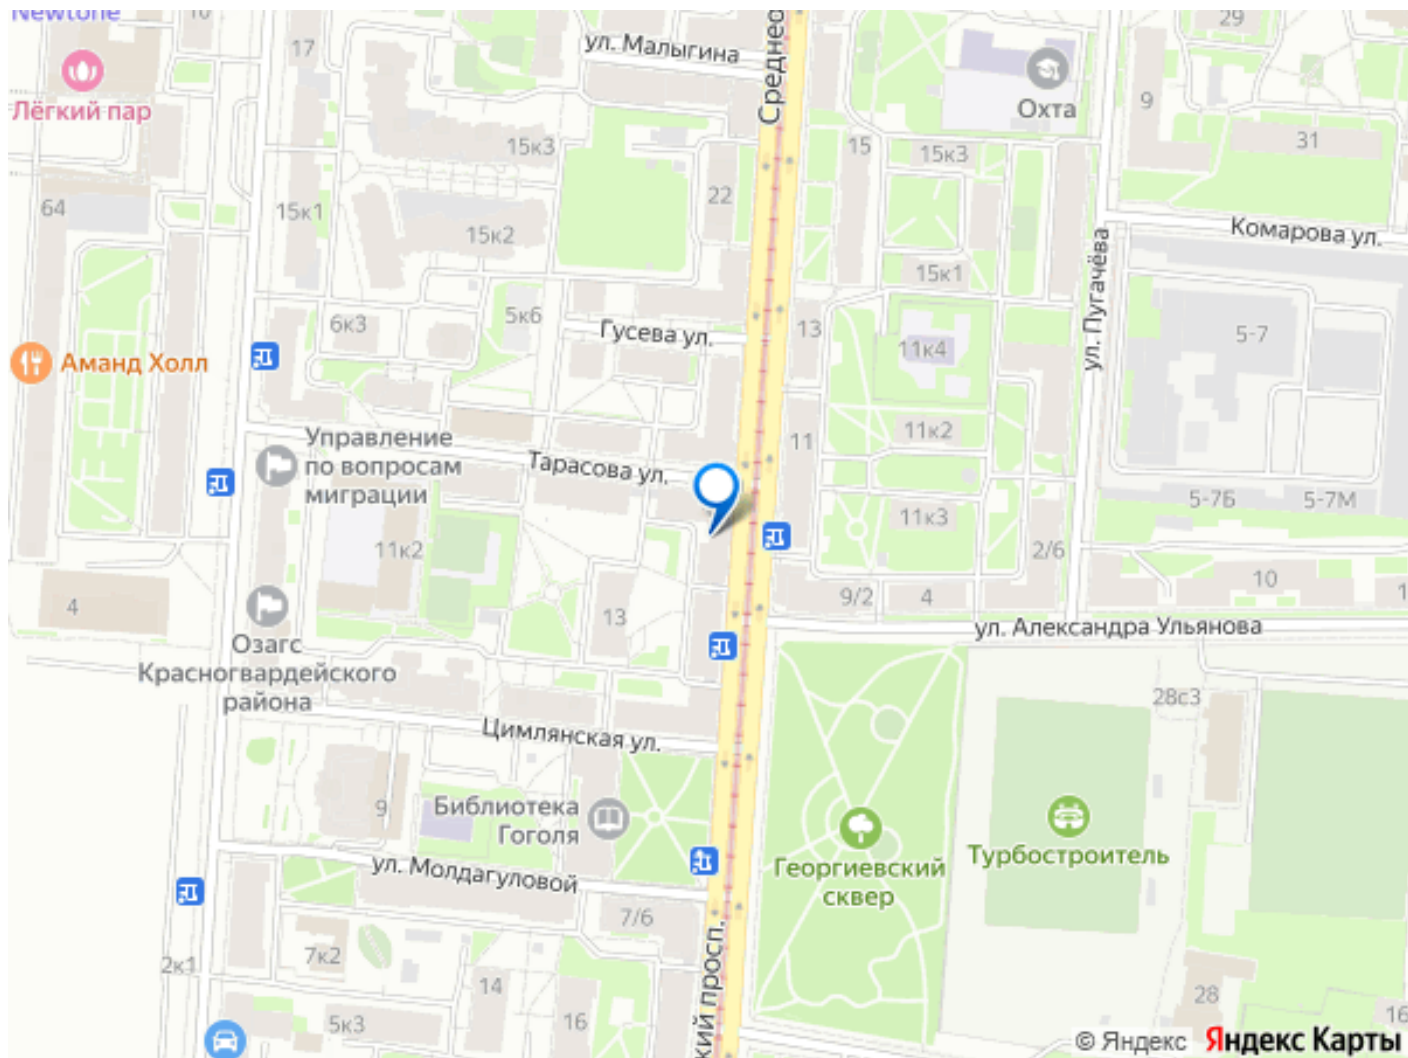 Newtone
10
17
ул. Малыгина
Среднео
29
Лёгкий пар
Охта
9
15к3
15
15к3
31
64
15к1
22
15к2
Комарова ул.
ул. Пугачёва
15к1
6к3
5к6
Гусева ул.
13
11к4
5-7
Аманд Холл
Управление
по вопросам
миграции
Тарасова ул.
11
11к2
5-7Б
5-7М
11к3
11к2
2/6
4
13
9/2
4
10
1
ул. Александра Ульянова
Озагс
Красногвардейского
района
28с3
Цимлянская ул.
9
Библиотека
Гоголя
Георгиевский
сквер
Турбостроитель
ул. Молдагуловой
7/6
7к2
2к1
14
кий просп.
28
5к3
16
16
© Яндекс
Яндекс Карты